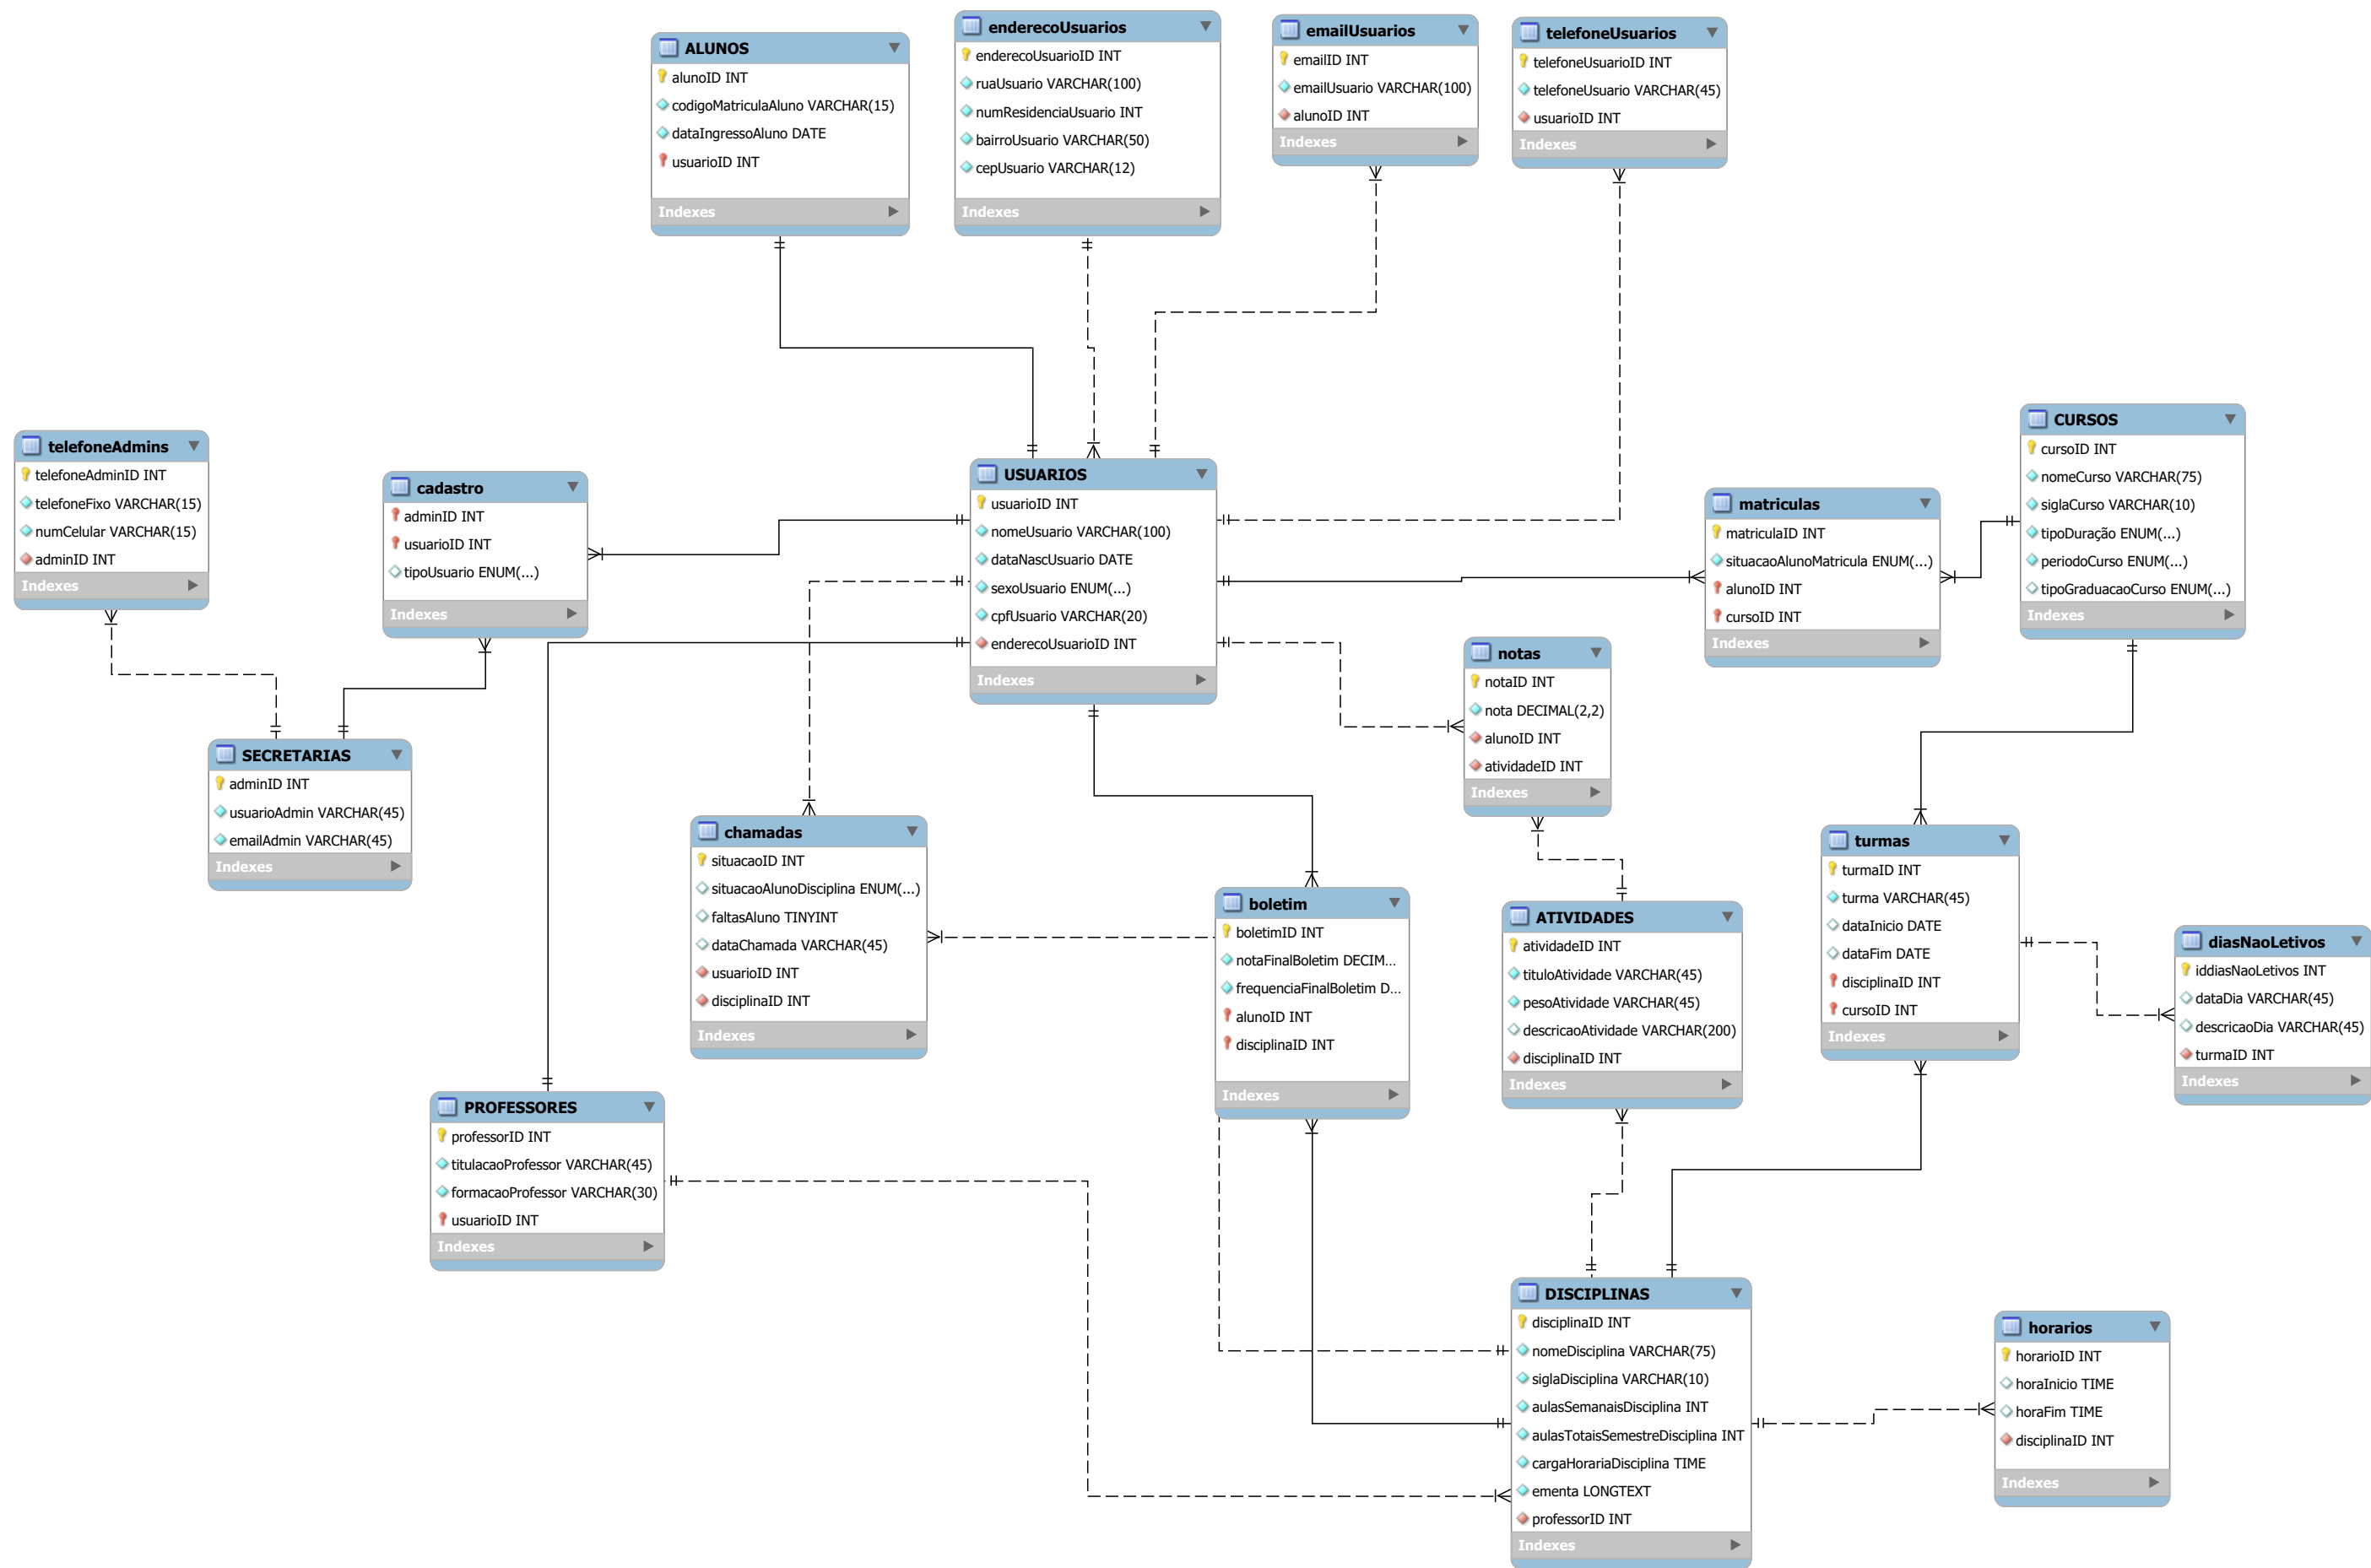 ALUNOS
alunoID INT
codigoMatriculaAluno VARCHAR(15)
dataIngressoAluno DATE
usuarioID INT
Indexes
enderecoUsuarios
enderecoUsuarioID INT
ruaUsuario VARCHAR(100)
numResidenciaUsuario INT
bairroUsuario VARCHAR(50)
cepUsuario VARCHAR(12)
Indexes
emailUsuarios
emailID INT
emailUsuario VARCHAR(100)
alunoID INT
Indexes
telefoneUsuarios
telefoneUsuarioID INT
telefoneUsuario VARCHAR(45)
usuarioID INT
Indexes
telefoneAdmins
telefoneAdminID INT
telefoneFixo VARCHAR(15)
numCelular VARCHAR(15)
adminID INT
Indexes
cadastro
adminID INT
usuarioID INT
tipoUsuario ENUM(...)
Indexes
USUARIOS
usuarioID INT
nomeUsuario VARCHAR(100)
dataNascUsuario DATE
sexoUsuario ENUM(...)
cpfUsuario VARCHAR(20)
enderecoUsuarioID INT
Indexes
matriculas
matriculaID INT
situacaoAlunoMatricula ENUM(...)
alunoID INT
cursoID INT
Indexes
CURSOS
cursoID INT
nomeCurso VARCHAR(75)
siglaCurso VARCHAR(10)
tipoDuração ENUM(...)
periodoCurso ENUM(...)
tipoGraduacaoCurso ENUM(...)
Indexes
notas
notaID INT
nota DECIMAL(2,2)
alunoID INT
atividadeID INT
Indexes
SECRETARIAS
adminID INT
usuarioAdmin VARCHAR(45)
emailAdmin VARCHAR(45)
Indexes
chamadas
situacaoID INT
situacaoAlunoDisciplina ENUM(...)
faltasAluno TINYINT
dataChamada VARCHAR(45)
usuarioID INT
disciplinaID INT
Indexes
boletim
boletimID INT
notaFinalBoletim DECIM...
frequenciaFinalBoletim D...
alunoID INT
disciplinaID INT
Indexes
ATIVIDADES
atividadeID INT
tituloAtividade VARCHAR(45)
pesoAtividade VARCHAR(45)
descricaoAtividade VARCHAR(200)
disciplinaID INT
Indexes
turmas
turmaID INT
turma VARCHAR(45)
dataInicio DATE
dataFim DATE
disciplinaID INT
cursoID INT
Indexes
diasNaoLetivos
iddiasNaoLetivos INT
dataDia VARCHAR(45)
descricaoDia VARCHAR(45)
turmaID INT
Indexes
PROFESSORES
professorID INT
titulacaoProfessor VARCHAR(45)
formacaoProfessor VARCHAR(30)
usuarioID INT
Indexes
DISCIPLINAS
disciplinaID INT
nomeDisciplina VARCHAR(75)
siglaDisciplina VARCHAR(10)
aulasSemanaisDisciplina INT
aulasTotaisSemestreDisciplina INT
cargaHorariaDisciplina TIME
ementa LONGTEXT
professorID INT
Indexes
horarios
horarioID INT
horaInicio TIME
horaFim TIME
disciplinaID INT
Indexes